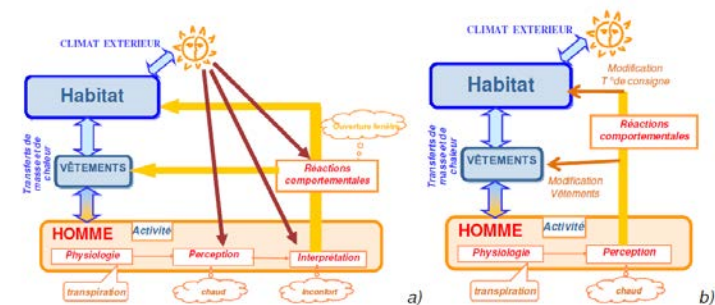 CLIMAT EXTERIEUR
Habitat
Transferts de
masse et de
chaleur
VÊTEMENTS
Ouverture fenêtre
Réactions
comportementales
HOMME
Activité
Physiologie
Perception
Interprétation
transpiration
chaud
Inconfort
a)
CLIMAT EXTERIEUR
Habitat
Modification
T° de consigne
Réactions
comportementales
Transferts de
masse et de
chaleur
VÊTEMENTS
Modification
Vêtements
HOMME
Activité
Physiologie
Perception
transpiration
chaud
b)